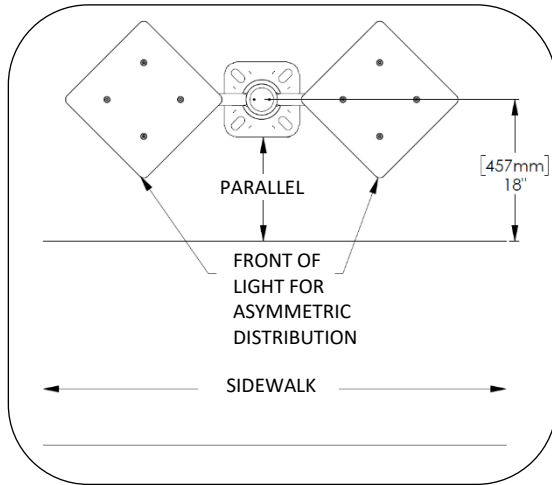 [457mm]
18"
PARALLEL
FRONT OF
LIGHT FOR
ASYMMETRIC
DISTRIBUTION
SIDEWALK